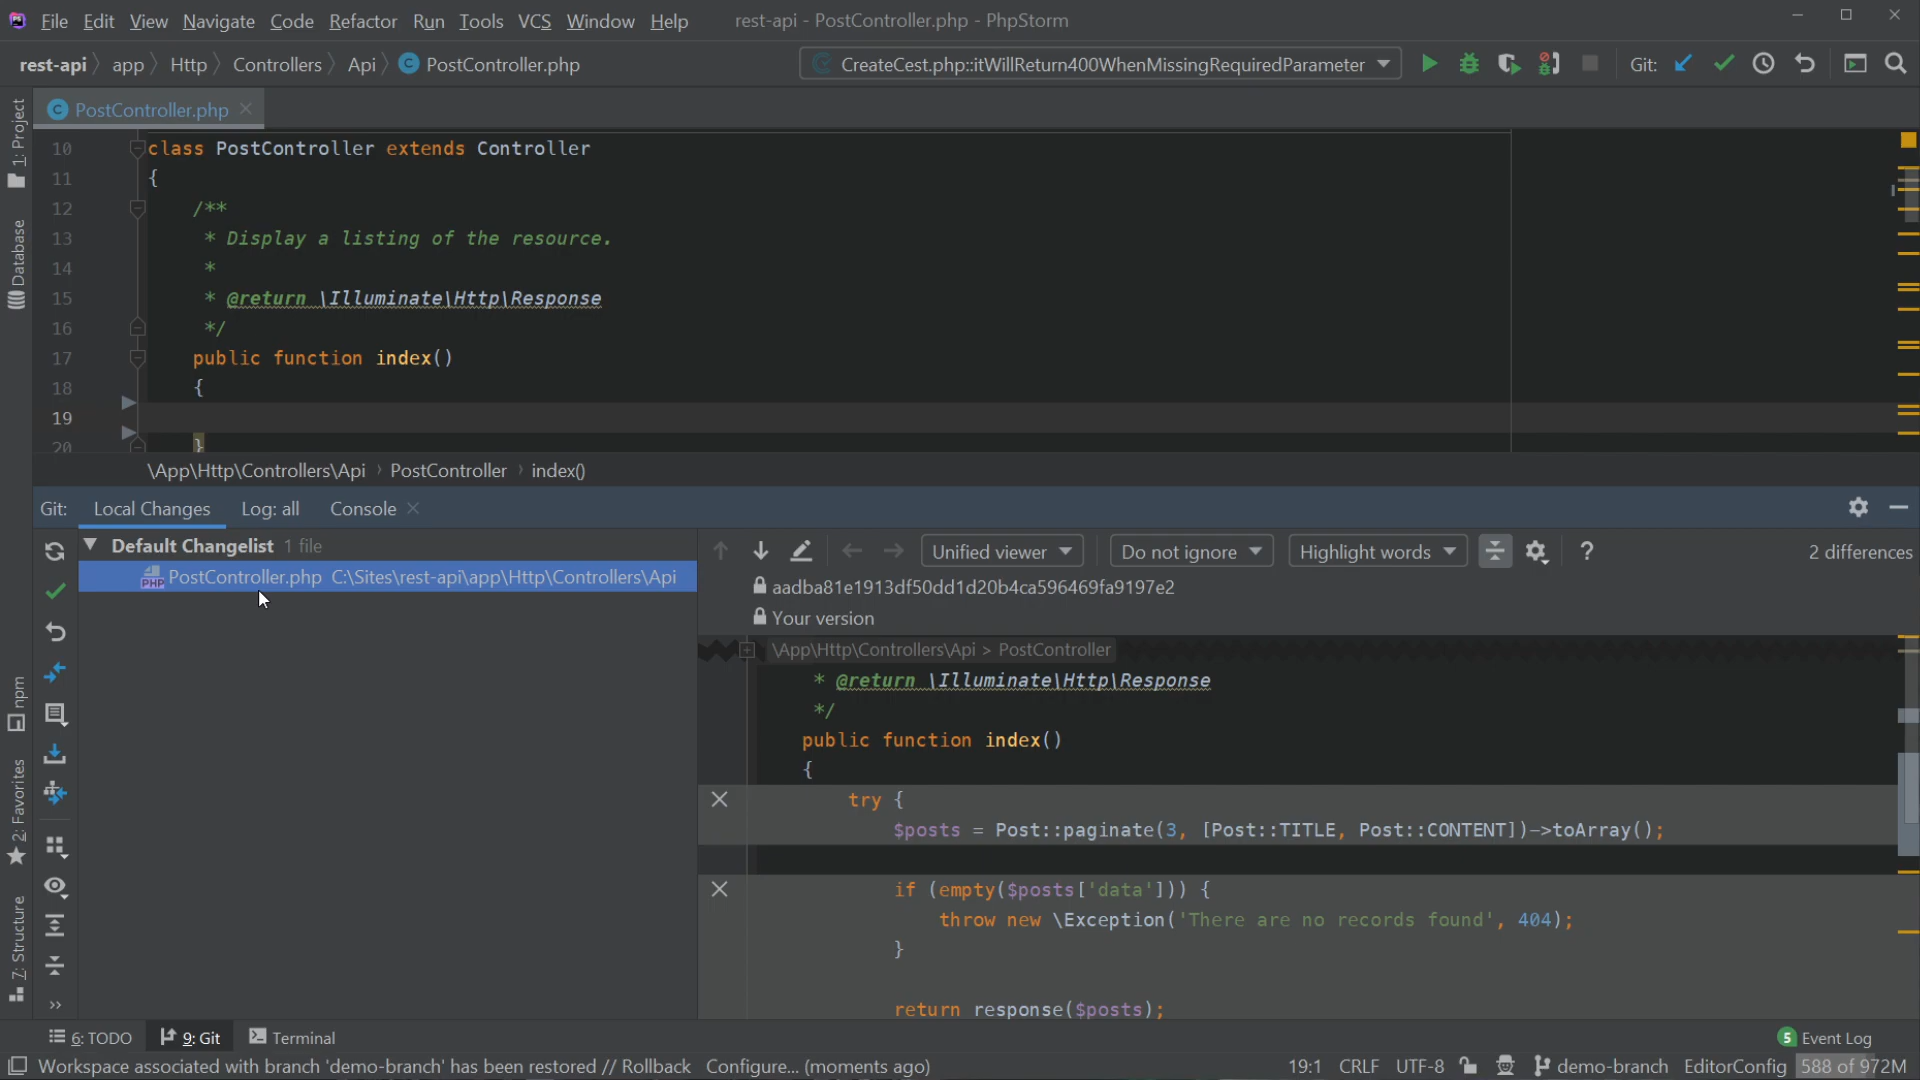 File Edit View Navigate Code Refactor Run Tools VCS Window Help rest-api - PostController.php - PhpStorm
rest-api app Http Controllers Api PostController.php CreateCest.php::itWillReturn400WhenMissingRequiredParameter Git:
PostController.php
1: Project
Database
npm
2: Favorites
7: Structure
10 class PostController extends Controller
11 {
12 /**
13 * Display a listing of the resource.
14 *
15 * @return \Illuminate\Http\Response
16 */
17 public function index()
18 {
19
20 }
\App\Http\Controllers\Api › PostController › index()
Git: Local Changes Log: all Console
Default Changelist 1 file
PHP PostController.php C:\Sites\rest-api\app\Http\Controllers\Api
Unified viewer Do not ignore Highlight words ? 2 differences
aadba81e1913df50dd1d20b4ca596469fa9197e2
Your version
\App\Http\Controllers\Api > PostController
* @return \Illuminate\Http\Response
*/
public function index()
{
try {
$posts = Post::paginate(3, [Post::TITLE, Post::CONTENT])->toArray();
if (empty($posts['data'])) {
throw new \Exception('There are no records found', 404);
}
return response($posts);
6: TODO 9: Git Terminal 5 Event Log
Workspace associated with branch 'demo-branch' has been restored // Rollback Configure... (moments ago) 19:1 CRLF UTF-8 demo-branch EditorConfig 588 of 972M